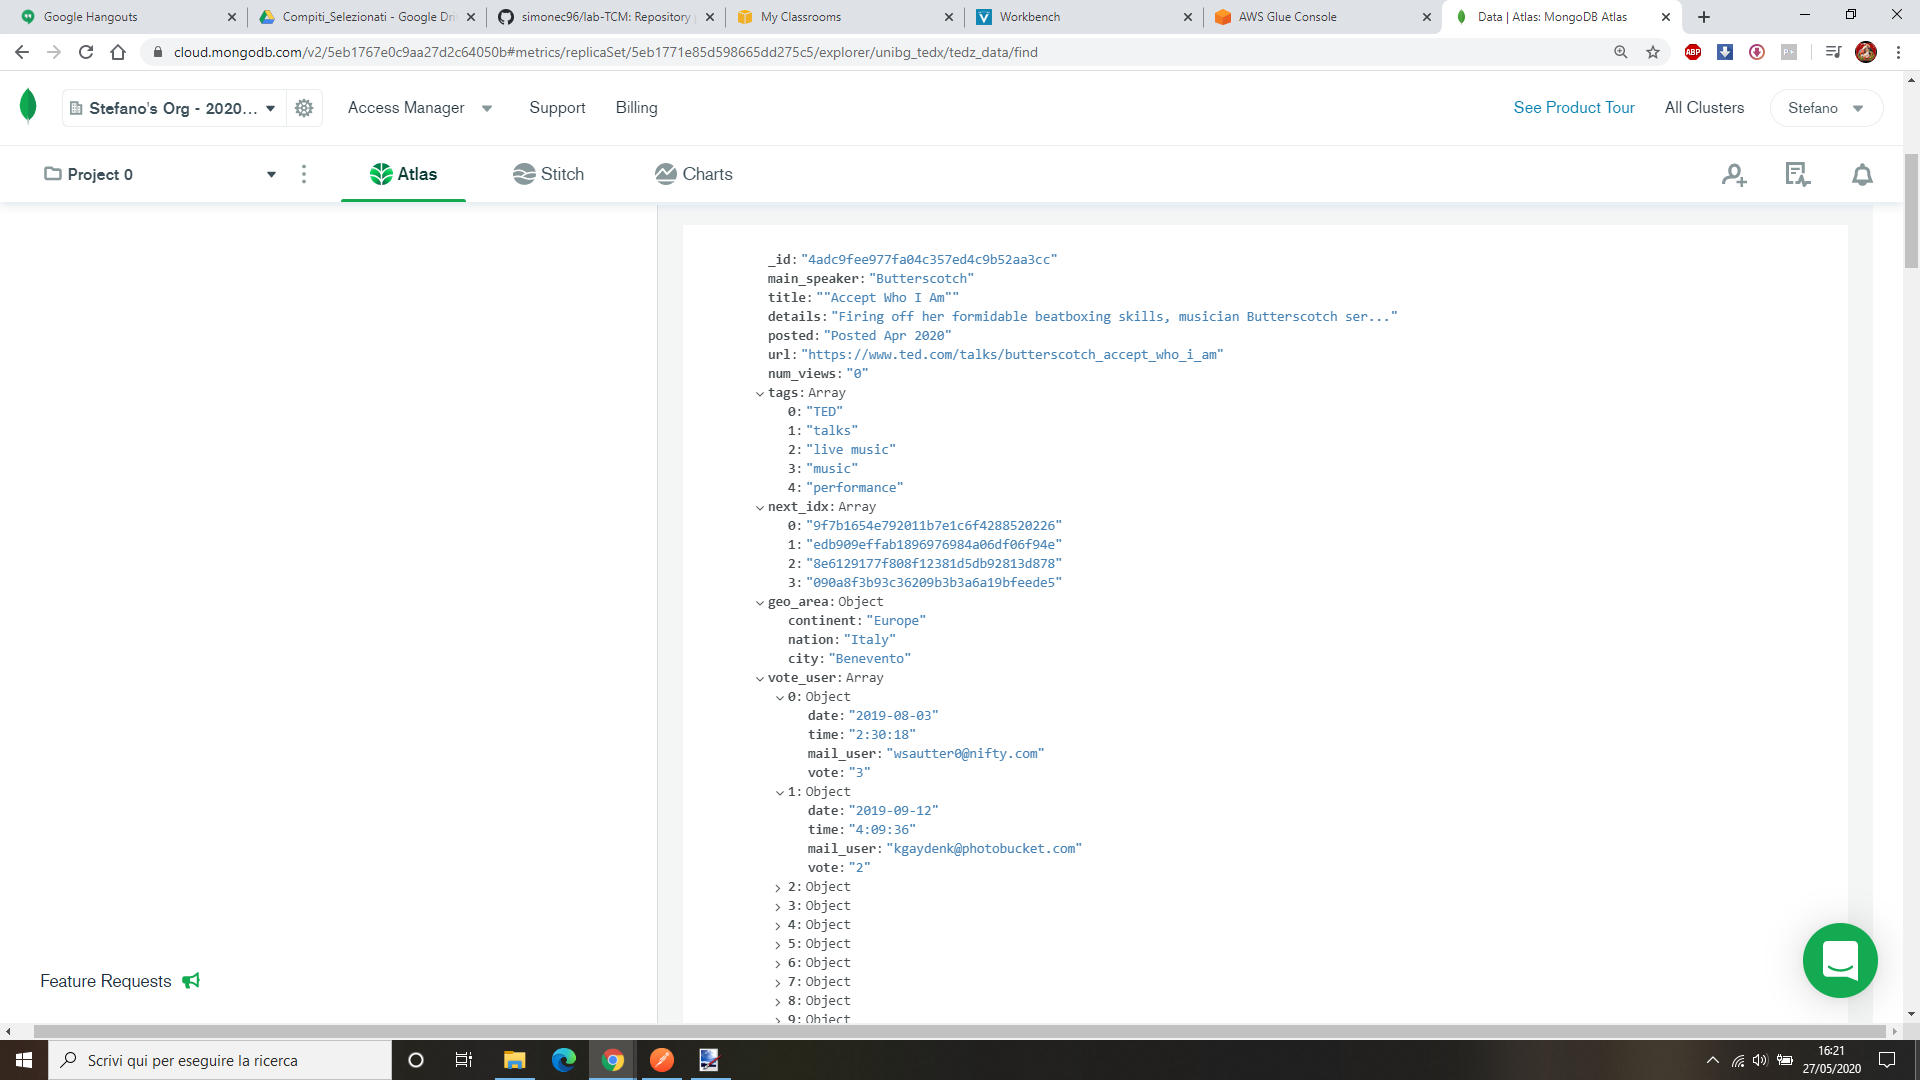 Google Hangouts
Compiti_Selezionati - Google Dri
simonec96/lab-TCM: Repository
My Classrooms
Workbench
AWS Glue Console
Data | Atlas: MongoDB Atlas
cloud.mongodb.com/v2/5eb1767e0c9aa27d2c64050b#metrics/replicaSet/5eb1771e85d598665dd275c5/explorer/unibg_tedx/tedz_data/find
ABP
Stefano's Org - 2020...
Access Manager
Support
Billing
See Product Tour
All Clusters
Stefano
Project 0
Atlas
Stitch
Charts
_id: "4adc9fee977fa04c357ed4c9b52aa3cc"
main_speaker: "Butterscotch"
title: ""Accept Who I Am""
details: "Firing off her formidable beatboxing skills, musician Butterscotch ser..."
posted: "Posted Apr 2020"
url: "https://www.ted.com/talks/butterscotch_accept_who_i_am"
num_views: "0"
tags: Array
0: "TED"
1: "talks"
2: "live music"
3: "music"
4: "performance"
next_idx: Array
0: "9f7b1654e792011b7e1c6f4288520226"
1: "edb909effab1896976984a06df06f94e"
2: "8e6129177f808f12381d5db92813d878"
3: "090a8f3b93c36209b3b3a6a19bfeede5"
geo_area: Object
continent: "Europe"
nation: "Italy"
city: "Benevento"
vote_user: Array
0: Object
date: "2019-08-03"
time: "2:30:18"
mail_user: "wsautter0@nifty.com"
vote: "3"
1: Object
date: "2019-09-12"
time: "4:09:36"
mail_user: "kgaydenk@photobucket.com"
vote: "2"
2: Object
3: Object
4: Object
5: Object
6: Object
7: Object
8: Object
9: Object
Feature Requests
Scrivi qui per eseguire la ricerca
16:21
27/05/2020